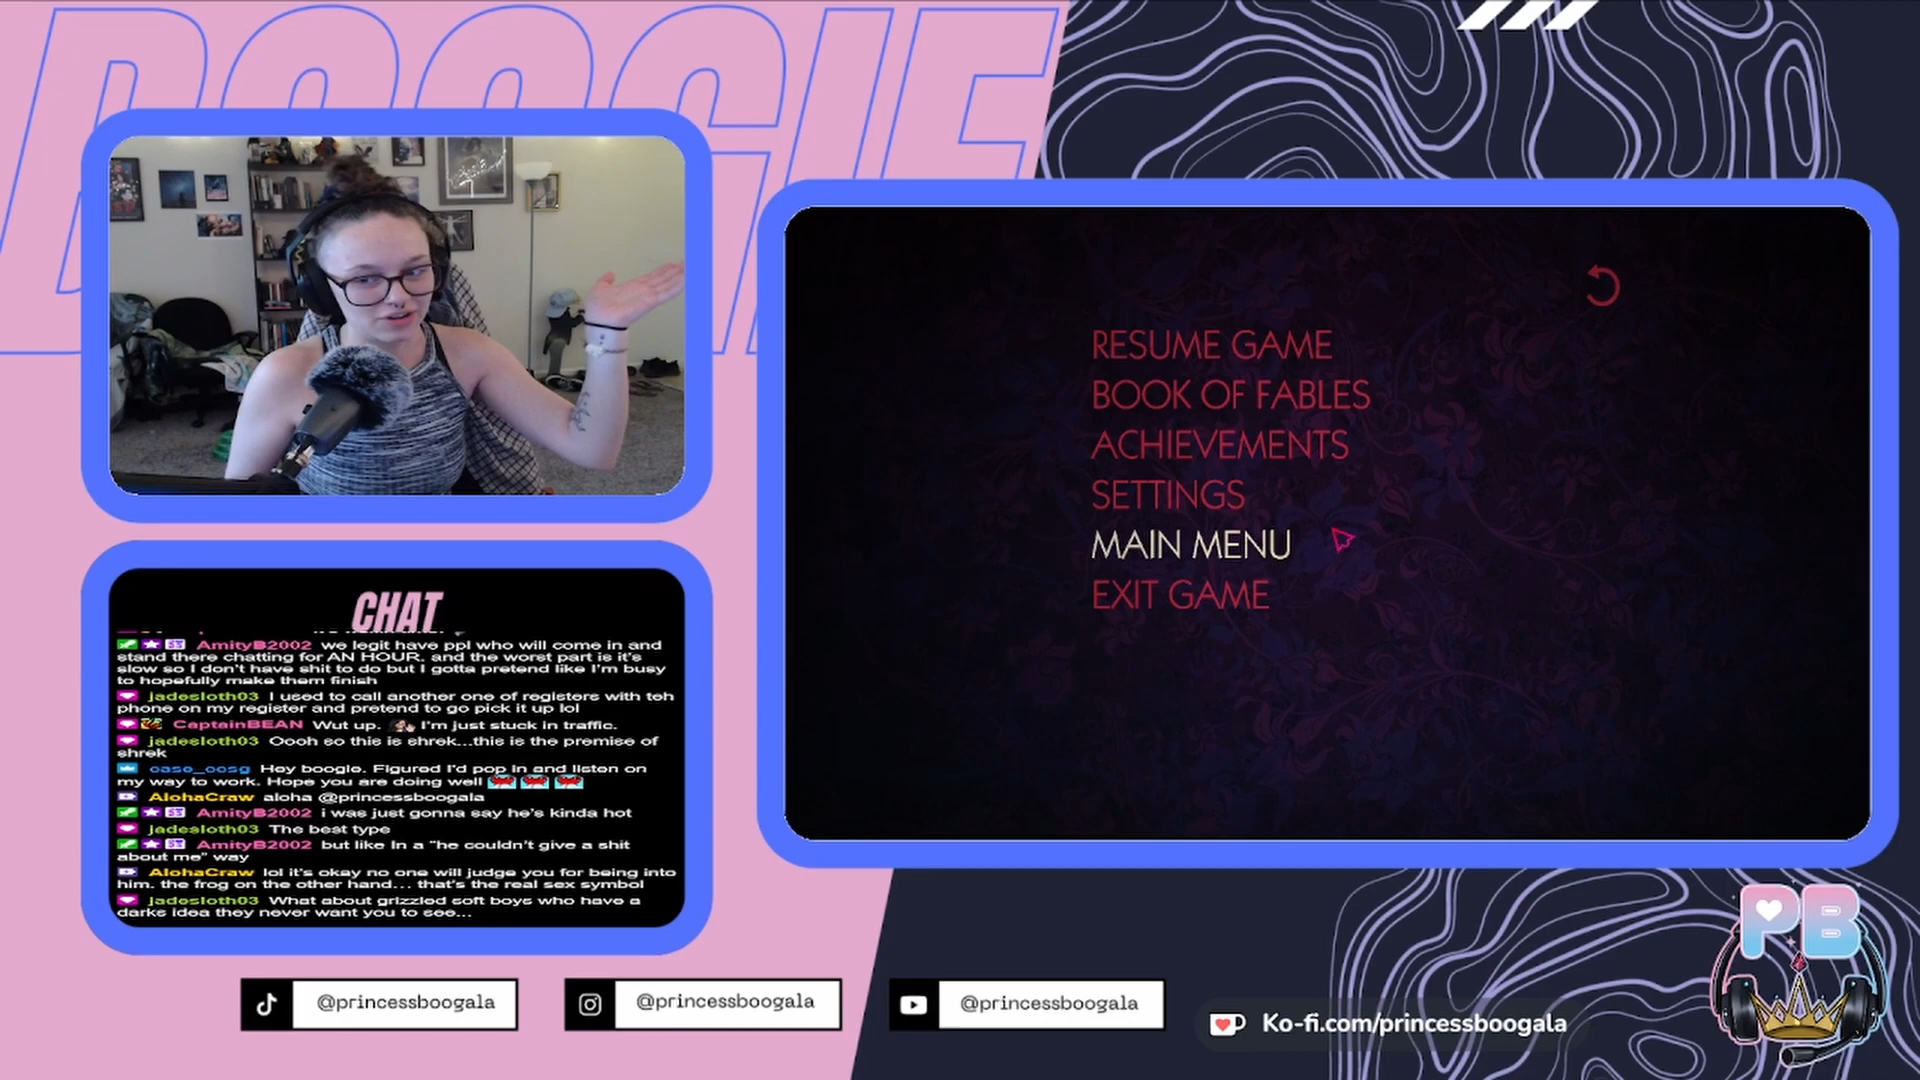 BOOGIE
RESUME GAME
BOOK OF FABLES
ACHIEVEMENTS
SETTINGS
MAIN MENU
EXIT GAME
CHAT
AmityB2002 we legit have ppl who will come in and
stand there chatting for AN HOUR. and the worst part is it's
slow so I don't have shit to do but I gotta pretend like I'm busy
to hopefully make them finish
jadesloth03 I used to call another one of registers with teh
phone on my register and pretend to go pick it up lol
CaptainBEAN Wut up. I'm just stuck in traffic.
jadesloth03 Oooh so this is shrek...this is the premise of
shrek
Hey boogie. Figured I'd pop in and listen on
my way to work. Hope you are doing well
AlohaCraw aloha @princessboogala
AmityB2002 i was just gonna say he's kinda hot
jadesloth03 The best type
AmityB2002 but like In a "he couldn't give a shit
about me" way
AlohaCraw lol it's okay no one will judge you for being into
him. the frog on the other hand... that's the real sex symbol
jadesloth03 What about grizzled soft boys who have a
darks idea they never want you to see...
@princessboogala
@princessboogala
@princessboogala
Ko-fi.com/princessboogala
PB